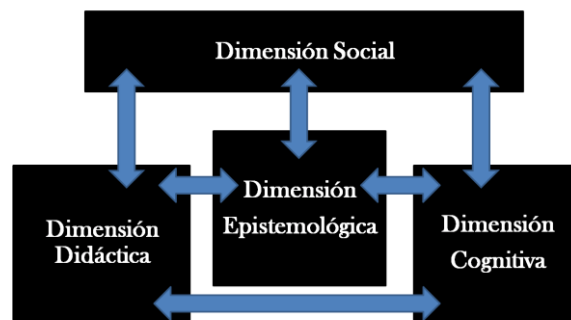 Dimensión Social
Dimensión
Epistemológica
Dimensión
Didáctica
Dimensión
Cognitiva